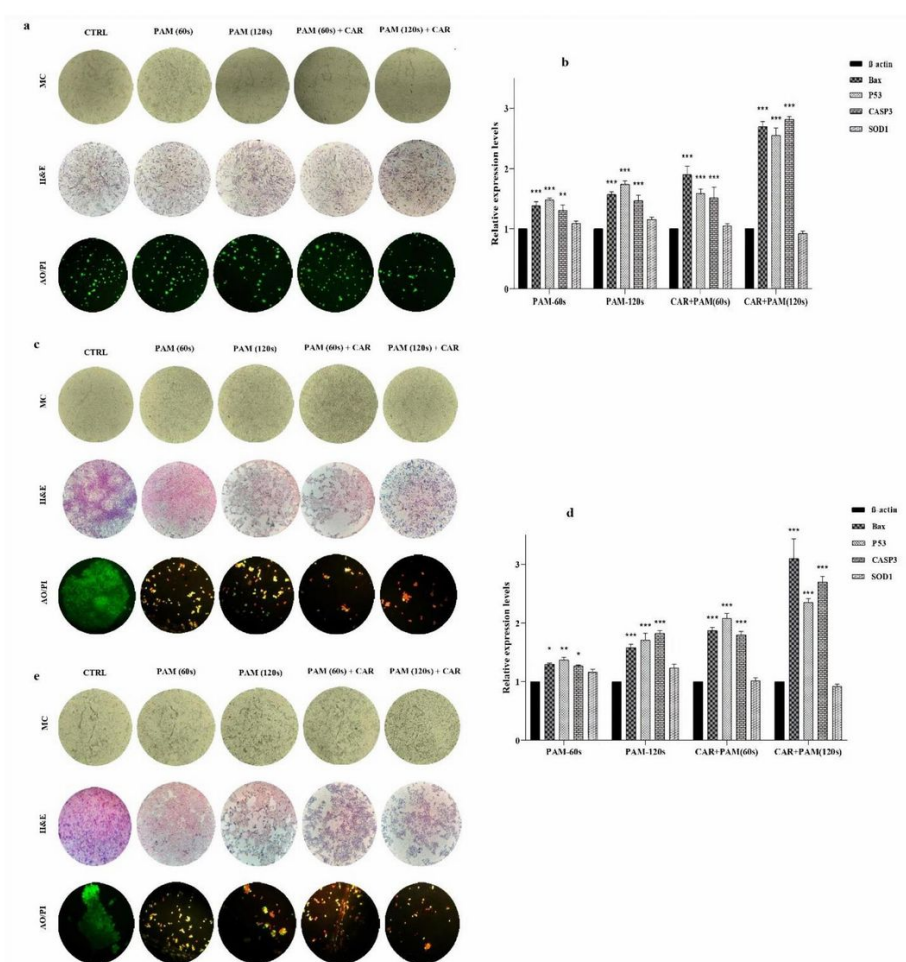 a
CTRL PAM (60s) PAM (120s) PAM (60s) + CAR PAM (120s) + CAR
MC
H&E
AO/PI
b
Relative expression levels
3
2
1
0
*** *** **
*** *** ***
*** *** ***
*** *** ***
PAM-60s PAM-120s CAR+PAM(60s) CAR+PAM(120s)
ß actin
Bax
P53
CASP3
SOD1
c
CTRL PAM (60s) PAM (120s) PAM (60s) + CAR PAM (120s) + CAR
MC
H&E
AO/PI
d
Relative expression levels
3
2
1
0
* ** *
*** *** ***
*** *** ***
*** *** ***
PAM-60s PAM-120s CAR+PAM(60s) CAR+PAM(120s)
ß-actin
Bax
P53
CASP3
SOD1
e
CTRL PAM (60s) PAM (120s) PAM (60s) + CAR PAM (120s) + CAR
MC
H&E
AO/PI